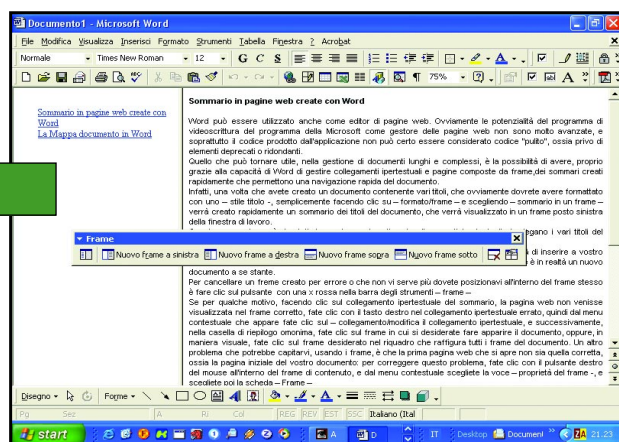 Documento1 - Microsoft Word
File Modifica Visualizza Inserisci Formato Strumenti Tabella Finestra ? Acrobat
Normale Times New Roman 12 G C S
75%
Sommario in pagine web create con
Word
La Mappa documento in Word
Sommario in pagine web create con Word
Word può essere utilizzato anche come editor di pagine web. Ovviamente le potenzialità del programma di
videoscrittura del programma della Microsoft come gestore delle pagine web non sono molto avanzate, e
soprattutto il codice prodotto dall'applicazione non può certo essere considerato codice "pulito", ossia privo di
elementi deprecati o ridondanti.
Quello che può tornare utile, nella gestione di documenti lunghi e complessi, è la possibilità di avere, proprio
grazie alla capacità di Word di gestire collegamenti ipertestuali e pagine composte da frame,dei sommari creati
rapidamente che permettono una navigazione rapida del documento.
Infatti, una volta che avete creato un documento contenente vari titoli, che ovviamente dovrete avere formattato
con uno – stile titolo -, semplicemente facendo clic su – formato/frame – e scegliendo – sommario in un frame –
verrà creato rapidamente un sommario dei titoli del documento, che verrà visualizzato in un frame posto sinistra
della finestra di lavoro.
egano i vari titoli del
Frame
Nuovo frame a sinistra Nuovo frame a destra Nuovo frame sopra Nuovo frame sotto
di inserire a vostro
è in realtà un nuovo
documento a se stante.
Per cancellare un freme creato per errore o che non vi serve più dovete posizionavi all'interno del frame stesso
è fare clic sul pulsante con una x rossa nella barra degli strumenti – frame –
Se per qualche motivo, facendo clic sul collegamento ipertestuale del sommario, la pagina web non venisse
visualizzata nel frame corretto, fate clic con il tasto destro nel collegamento ipertestuale errato, quindi dal menu
contestuale che appare fate clic sul – collegamento/modifica il collegamento ipertestuale, e successivamente,
nella casella di riepilogo omonima, fate clic sul frame in cui si desiderate fare apparire il documento, oppure, in
maniera visuale, fate clic sul frame desiderato nel riquadro che raffigura tutti i frame del documento. Un altro
problema che potrebbe capitarvi, usando i frame, è che la prima pagina web che si apre non sia quella corretta,
ossia la pagina iniziale del vostro documento: per correggere questo problema, fate clic con il pulsante destro
del mouse all'interno del frame di contenuto, e dal menu contestuale scegliete la voce – proprietà del frame -, e
scegliete poi la scheda – Frame –
Disegno Forme
Pg Sez A Ri Col REG REV EST SSC Italiano (Ital
start A D IT Desktop Document ZA 21.23